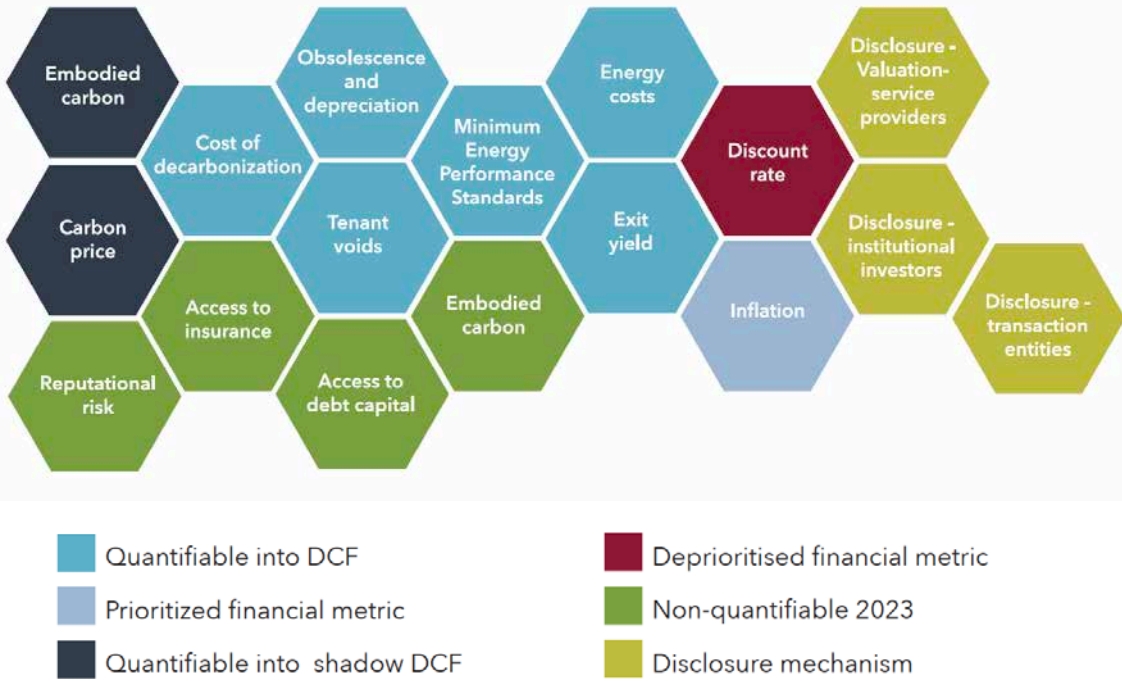 Embodied
carbon
Obsolescence
and
depreciation
Energy
costs
Disclosure -
Valuation-
service
providers
Cost of
decarbonization
Minimum
Energy
Performance
Standards
Discount
rate
Carbon
price
Tenant
voids
Exit
yield
Disclosure -
institutional
investors
Access to
insurance
Embodied
carbon
Inflation
Disclosure -
transaction
entities
Reputational
risk
Access to
debt capital
Quantifiable into DCF
Prioritized financial metric
Quantifiable into shadow DCF
Deprioritised financial metric
Non-quantifiable 2023
Disclosure mechanism